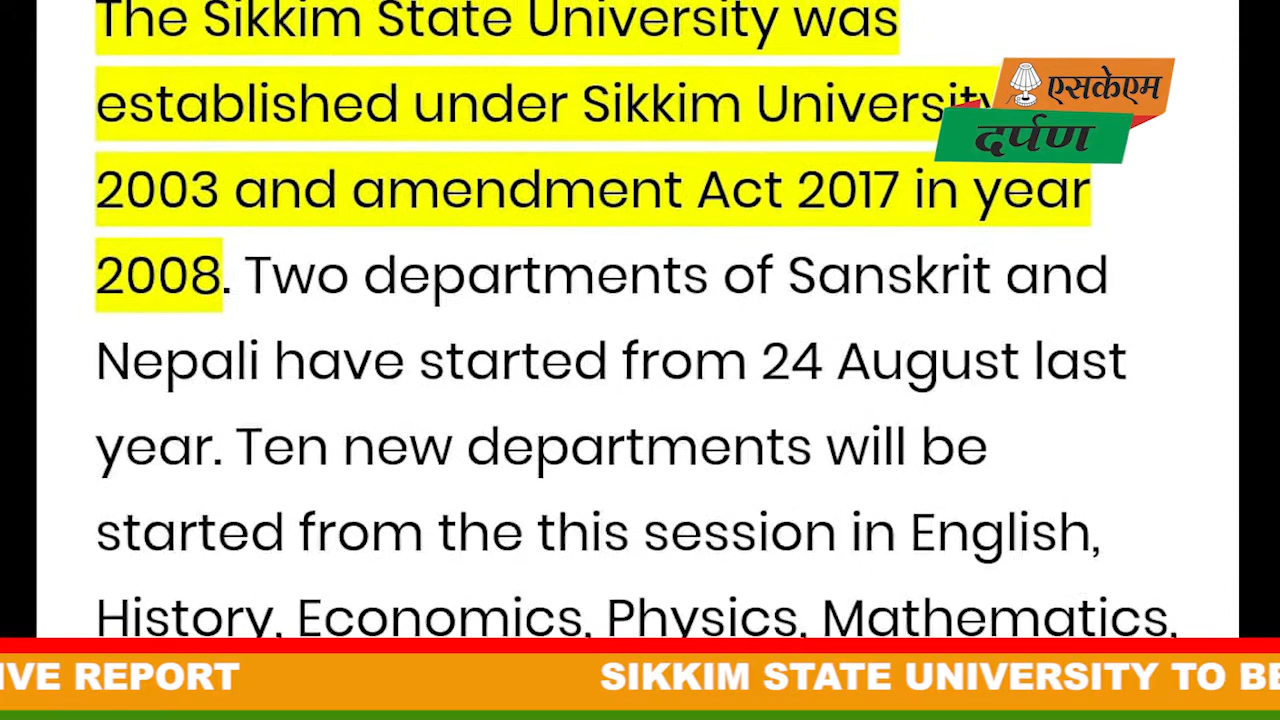 The Sikkim State University was
established under Sikkim University
2003 and amendment Act 2017 in year
2008. Two departments of Sanskrit and
Nepali have started from 24 August last
year. Ten new departments will be
started from the this session in English,
History, Economics, Physics, Mathematics,
एसकेएम
दर्पण
IVE REPORT
SIKKIM STATE UNIVERSITY TO BE